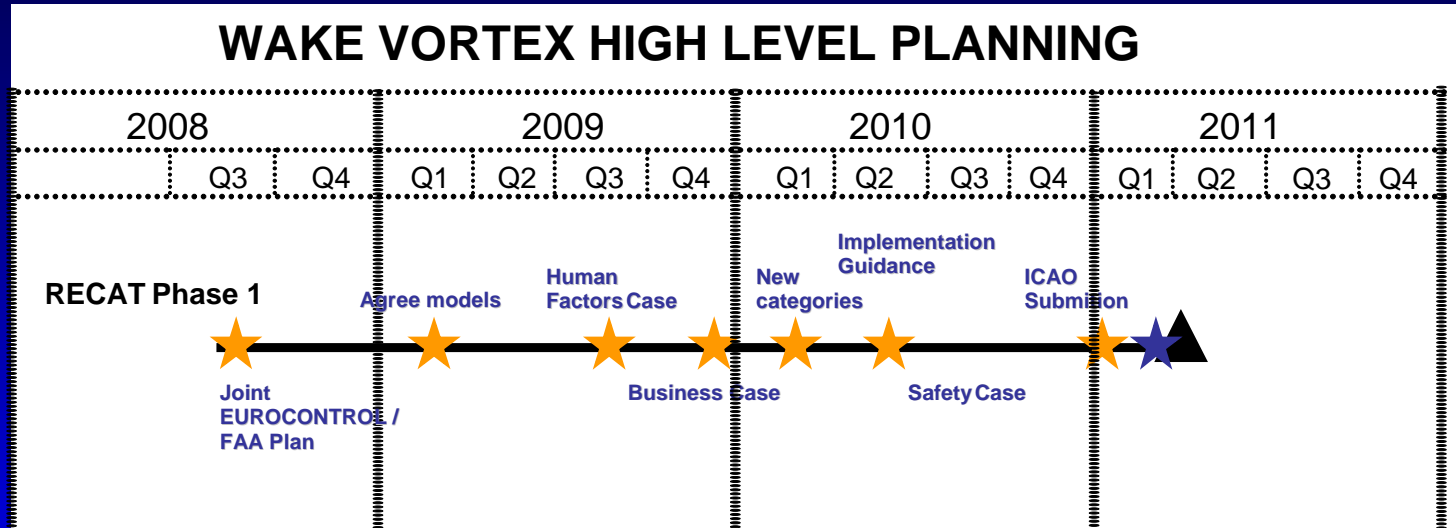 WAKE VORTEX HIGH LEVEL PLANNING
2008 2009 2010 2011
Q3 Q4 Q1 Q2 Q3 Q4 Q1 Q2 Q3 Q4 Q1 Q2 Q3 Q4
RECAT Phase 1
Agree models
Human
Factors Case
New
categories
Implementation
Guidance
ICAO
Submition
Joint
EUROCONTROL /
FAA Plan
Business Case
Safety Case